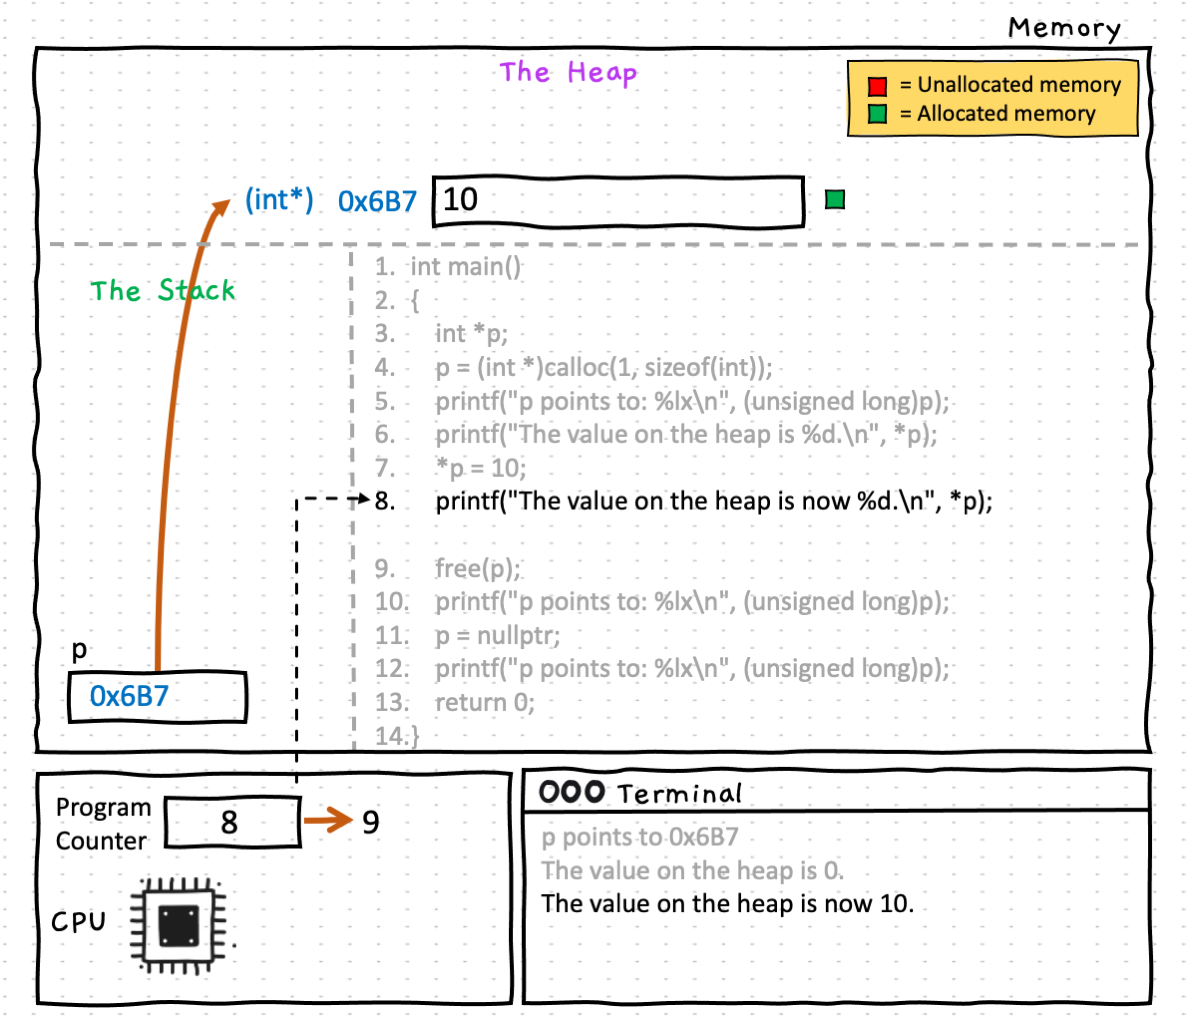 Memory
The Heap
= Unallocated memory
= Allocated memory
(int*) 0x6B7 10
The Stack
1. int main()
2. {
3. int *p;
4. p = (int *)calloc(1, sizeof(int));
5. printf("p points to: %lx\n", (unsigned long)p);
6. printf("The value on the heap is %d.\n", *p);
7. *p = 10;
8. printf("The value on the heap is now %d.\n", *p);
9. free(p);
10. printf("p points to: %lx\n", (unsigned long)p);
11. p = nullptr;
12. printf("p points to: %lx\n", (unsigned long)p);
13. return 0;
14.}
p
0x6B7
Program
Counter
8 9
CPU
Terminal
p points to 0x6B7
The value on the heap is 0.
The value on the heap is now 10.